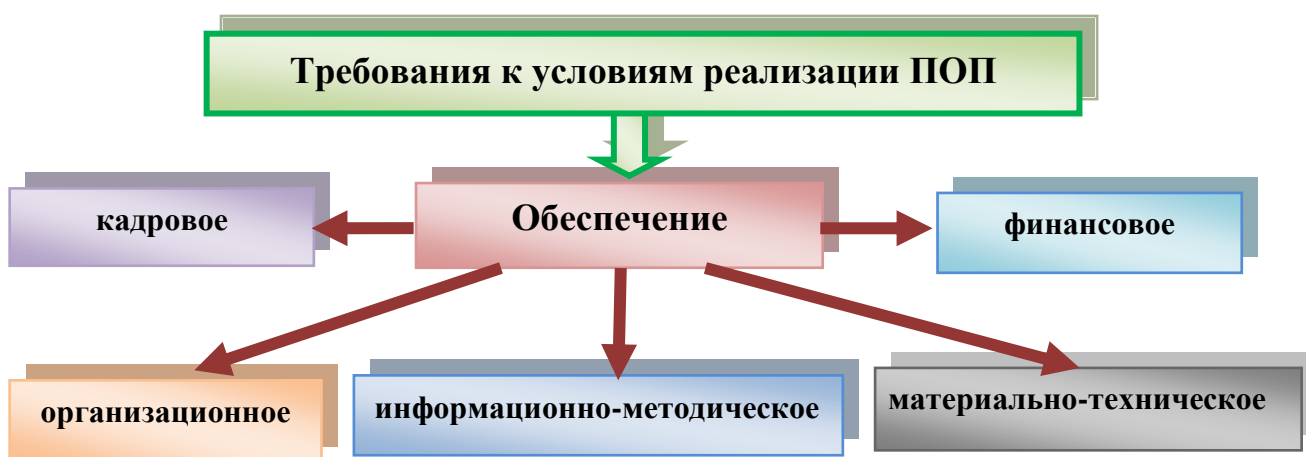 Требования к условиям реализации ПОП
кадровое
Обеспечение
финансовое
организационное
информационно-методическое
материально-техническое